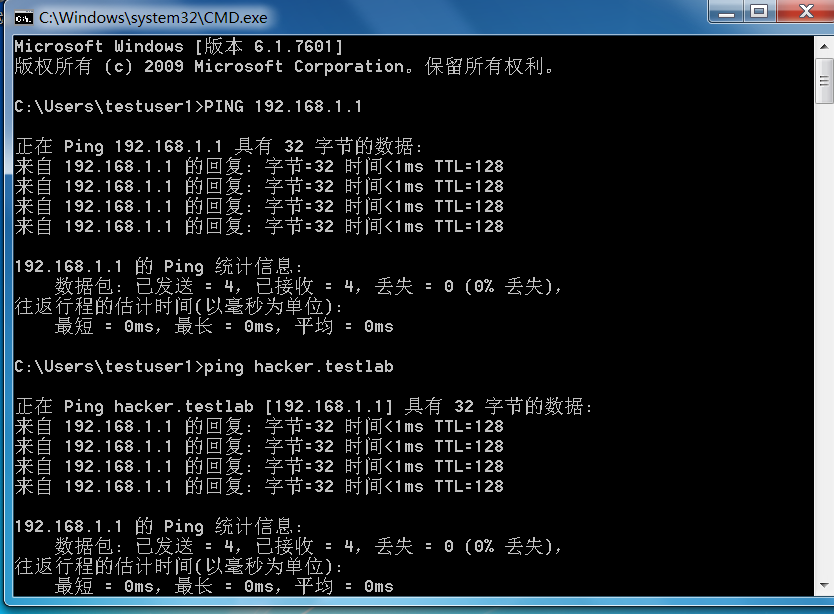 C:\Windows\system32\CMD.exe
Microsoft Windows [版本 6.1.7601]
版权所有 (c) 2009 Microsoft Corporation。保留所有权利。
C:\Users\testuser1>PING 192.168.1.1
正在 Ping 192.168.1.1 具有 32 字节的数据:
来自 192.168.1.1 的回复: 字节=32 时间<1ms TTL=128
来自 192.168.1.1 的回复: 字节=32 时间<1ms TTL=128
来自 192.168.1.1 的回复: 字节=32 时间<1ms TTL=128
来自 192.168.1.1 的回复: 字节=32 时间<1ms TTL=128
192.168.1.1 的 Ping 统计信息:
数据包: 已发送 = 4，已接收 = 4，丢失 = 0 (0% 丢失)，
往返行程的估计时间(以毫秒为单位):
最短 = 0ms，最长 = 0ms，平均 = 0ms
C:\Users\testuser1>ping hacker.testlab
正在 Ping hacker.testlab [192.168.1.1] 具有 32 字节的数据:
来自 192.168.1.1 的回复: 字节=32 时间<1ms TTL=128
来自 192.168.1.1 的回复: 字节=32 时间<1ms TTL=128
来自 192.168.1.1 的回复: 字节=32 时间<1ms TTL=128
来自 192.168.1.1 的回复: 字节=32 时间<1ms TTL=128
192.168.1.1 的 Ping 统计信息:
数据包: 已发送 = 4，已接收 = 4，丢失 = 0 (0% 丢失)，
往返行程的估计时间(以毫秒为单位):
最短 = 0ms，最长 = 0ms，平均 = 0ms